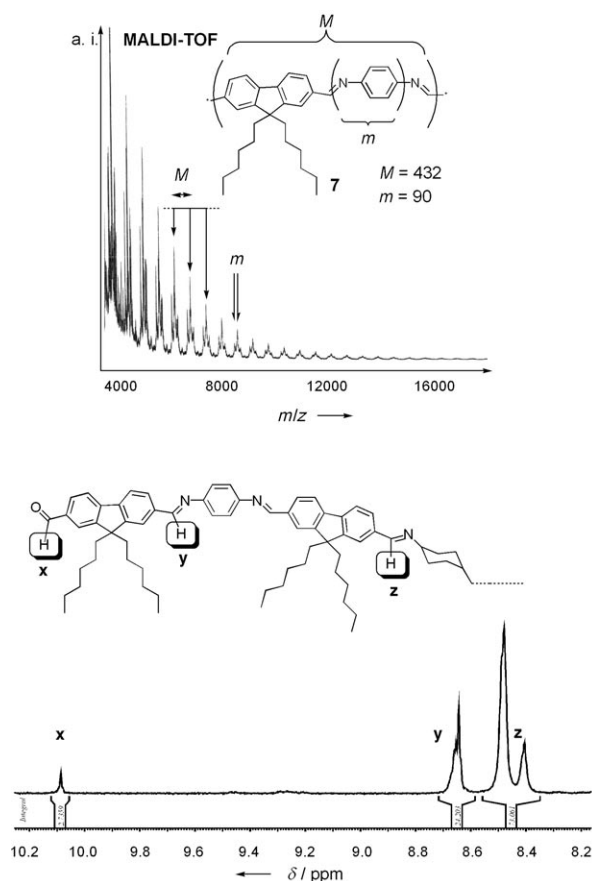 a. i. MALDI-TOF
M
N
N
m
7
M = 432
m = 90
M
m
4000 8000 12000 16000
m/z
O
H
x
N
H
y
N
N
H
z
x
y
z
Integral
10.2 10.0 9.8 9.6 9.4 9.2 9.0 8.8 8.6 8.4 8.2
δ / ppm